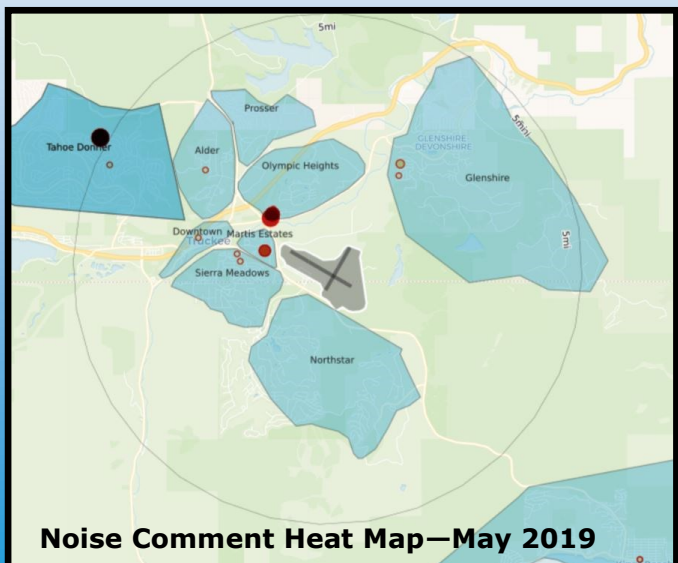 5mi
Prosser
Tahoe Donner
Alder
GLENSHIRE
DEVONSHIRE
Olympic Heights
Glenshire
Downtown
Martis Estates
Truckee
5mi
Sierra Meadows
Northstar
Noise Comment Heat Map—May 2019